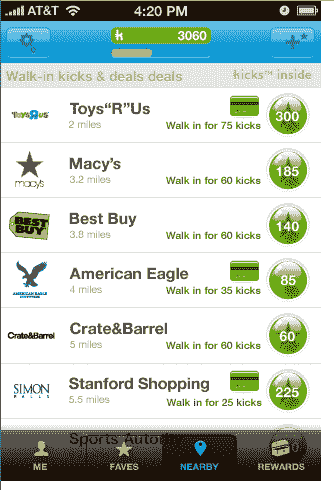 AT&T 4:20 PM
k 3060
Walk-in kicks & deals deals kicks™ inside
TOYS"R"US Toys“R”Us 300
2 miles Walk in for 75 kicks
macy's Macy’s 185
3.2 miles Walk in for 60 kicks
BEST BUY Best Buy 140
3.8 miles Walk in for 60 kicks
AMERICAN EAGLE American Eagle 85
4 miles Walk in for 35 kicks
Crate&Barrel Crate&Barrel 60
5 miles Walk in for 60 kicks
SIMON MALLS Stanford Shopping 225
5.5 miles Walk in for 25 kicks
Sports
ME FAVES NEARBY REWARDS